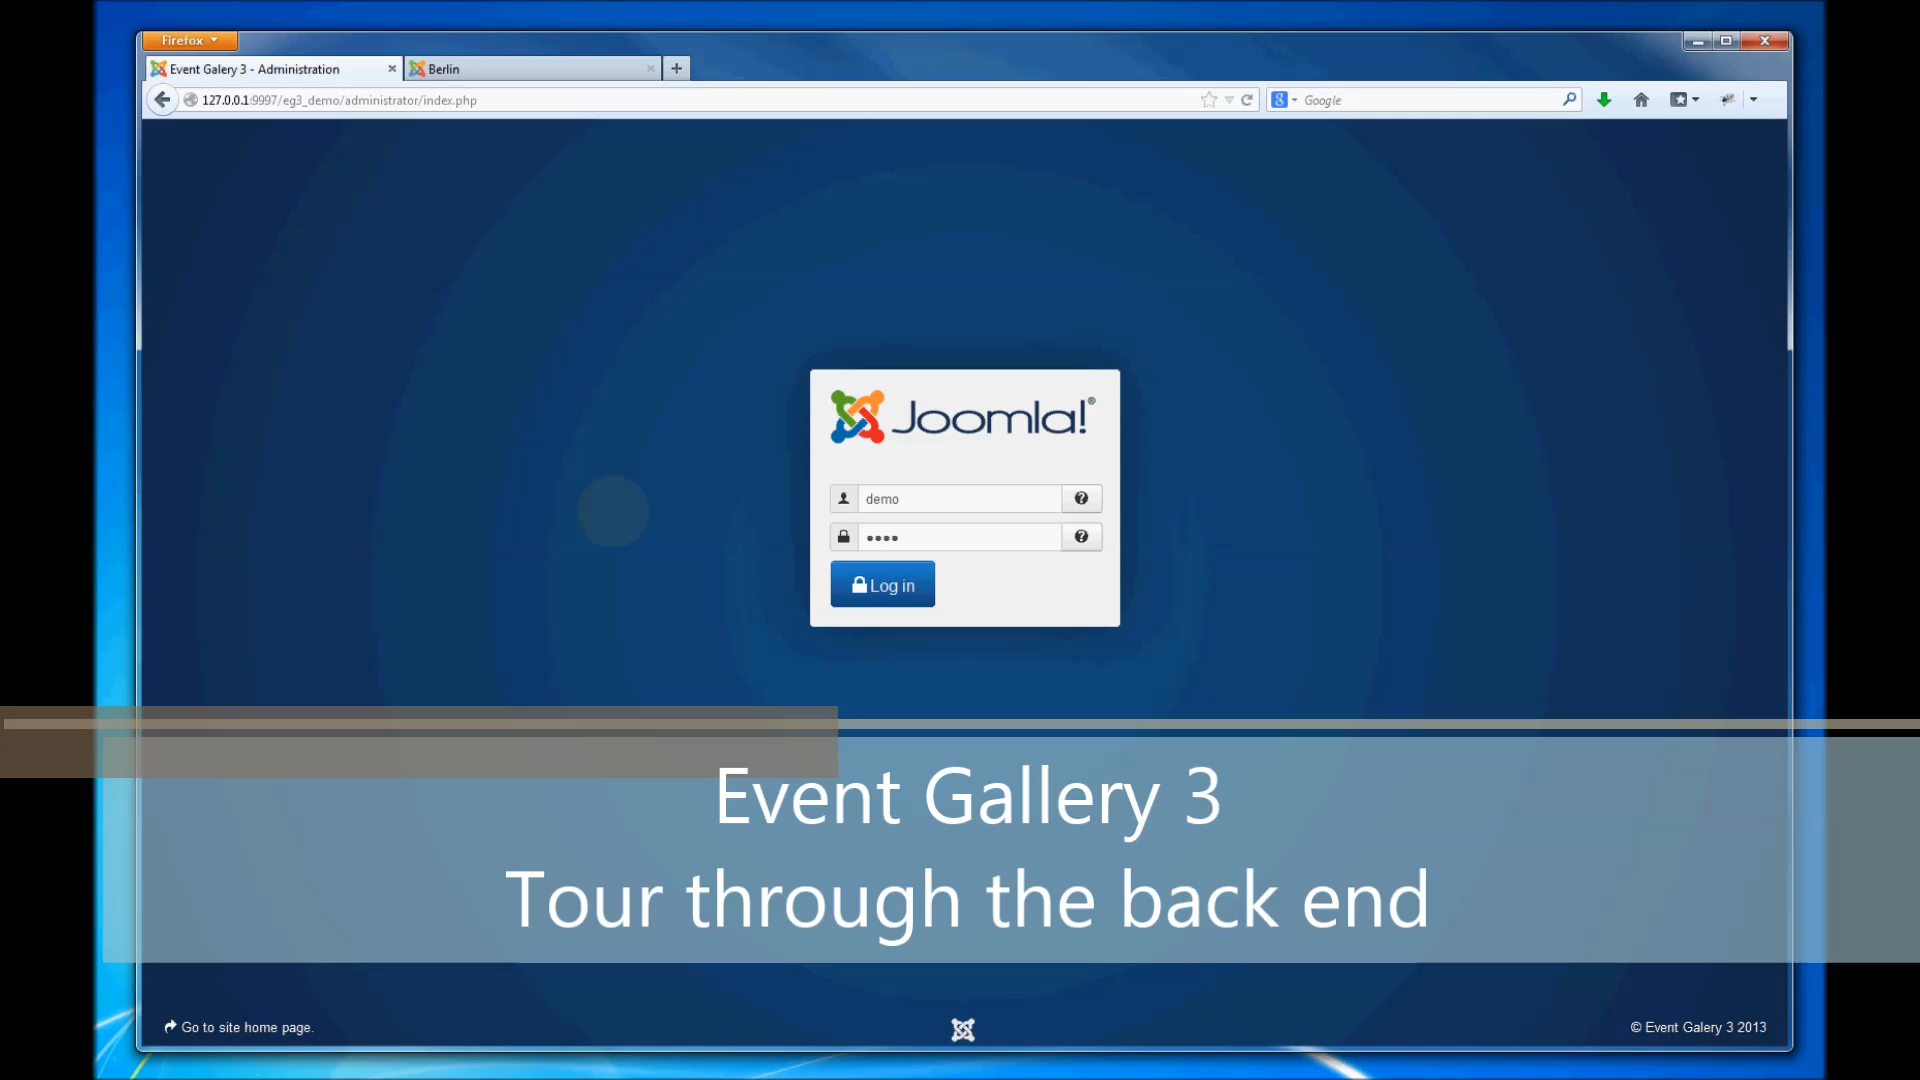 Firefox
Event Galery 3 - Administration
Berlin
127.0.0.1:9997/eg3_demo/administrator/index.php
Google
Joomla!®
demo
••••
Log in
Event Gallery 3
Tour through the back end
Go to site home page.
© Event Galery 3 2013